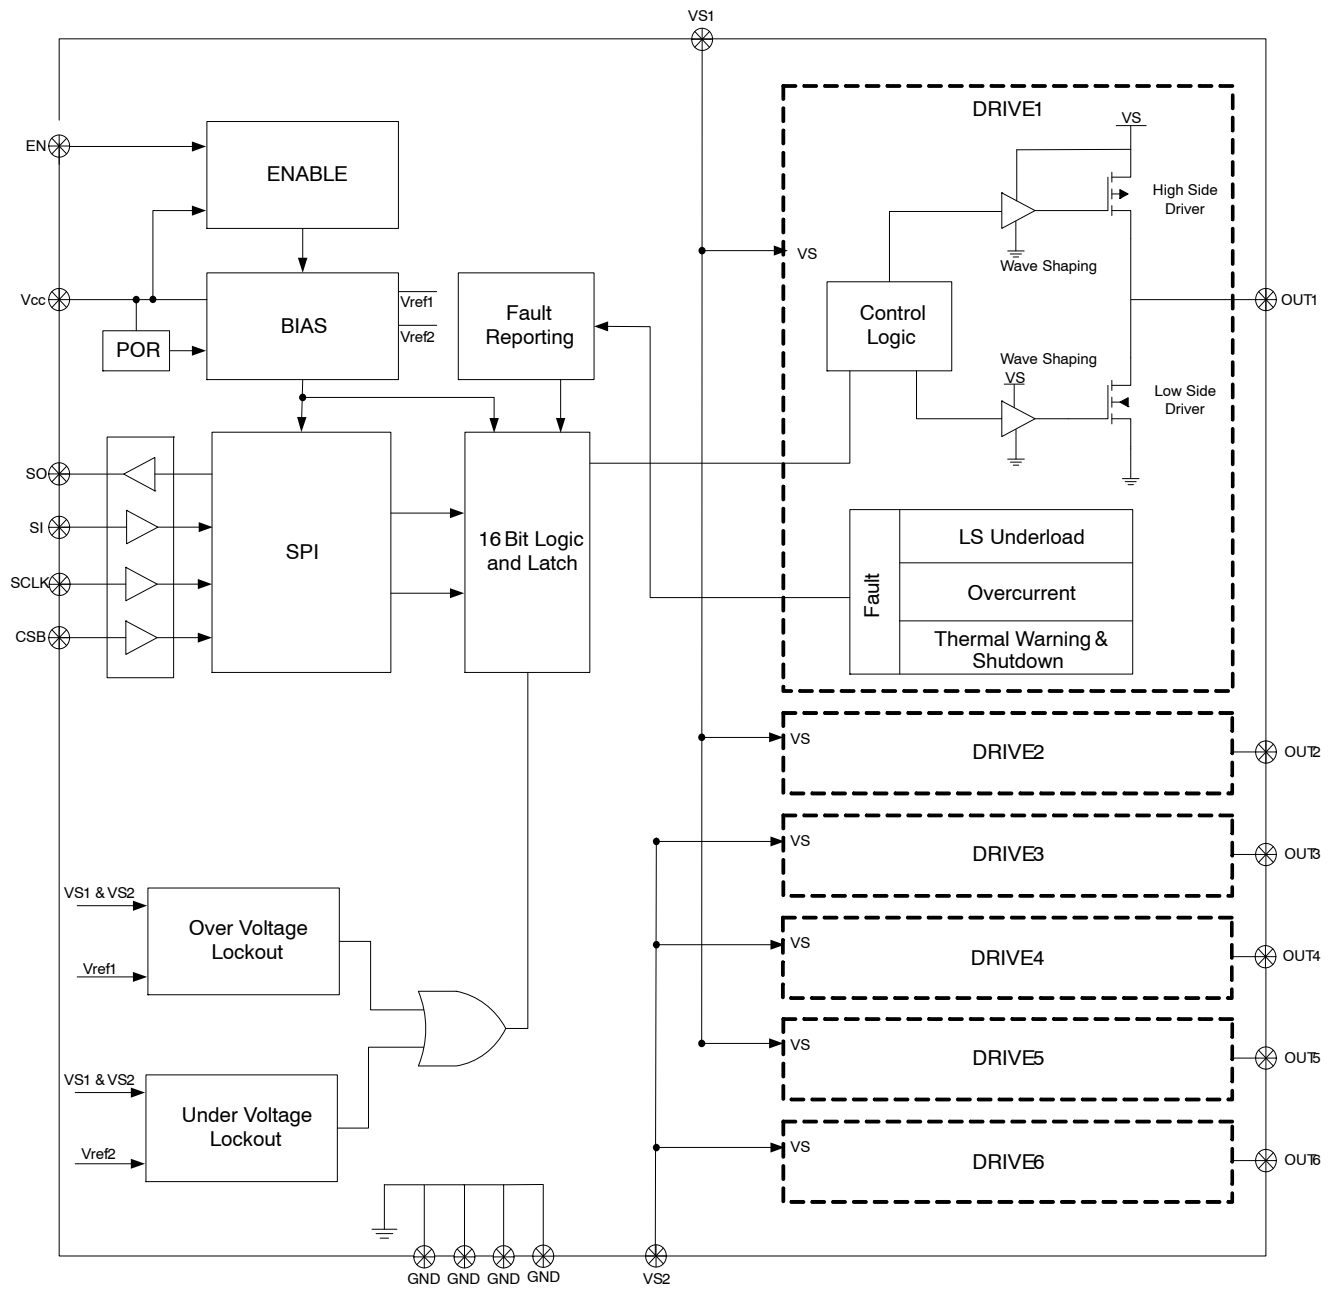 VS1
DRIVE1
VS
EN
ENABLE
High Side
Driver
VS
Wave Shaping
Vcc
Vref1
OUT1
BIAS
Fault
Reporting
Control
Logic
Vref2
POR
Wave Shaping
VS
Low Side
Driver
SO
SI
SPI
16 Bit Logic
and Latch
LS Underload
SCLK
Fault
Overcurrent
CSB
Thermal Warning &
Shutdown
VS
DRIVE2
OUT2
VS
DRIVE3
OUT3
VS1 & VS2
Over Voltage
Lockout
Vref1
VS
DRIVE4
OUT4
VS
DRIVE5
OUT5
VS1 & VS2
Under Voltage
Lockout
Vref2
VS
DRIVE6
OUT6
GND
GND
GND
GND
VS2